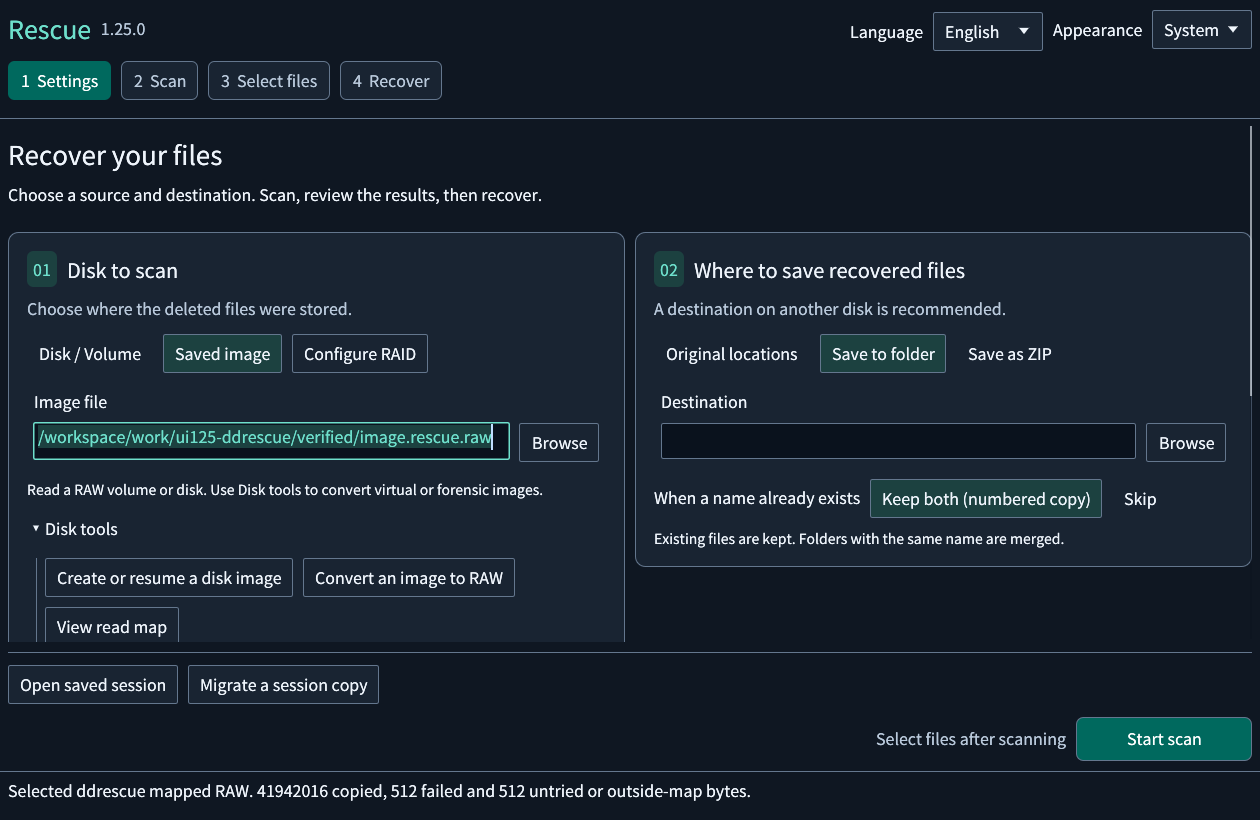 Rescue 1.25.0
Language English Appearance System
1 Settings 2 Scan 3 Select files 4 Recover
Recover your files
Choose a source and destination. Scan, review the results, then recover.
01 Disk to scan
Choose where the deleted files were stored.
Disk / Volume Saved image Configure RAID
Image file
/workspace/work/ui125-ddrescue/verified/image.rescue.raw Browse
Read a RAW volume or disk. Use Disk tools to convert virtual or forensic images.
Disk tools
Create or resume a disk image Convert an image to RAW
View read map
02 Where to save recovered files
A destination on another disk is recommended.
Original locations Save to folder Save as ZIP
Destination
Browse
When a name already exists Keep both (numbered copy) Skip
Existing files are kept. Folders with the same name are merged.
Open saved session Migrate a session copy
Select files after scanning Start scan
Selected ddrescue mapped RAW. 41942016 copied, 512 failed and 512 untried or outside-map bytes.